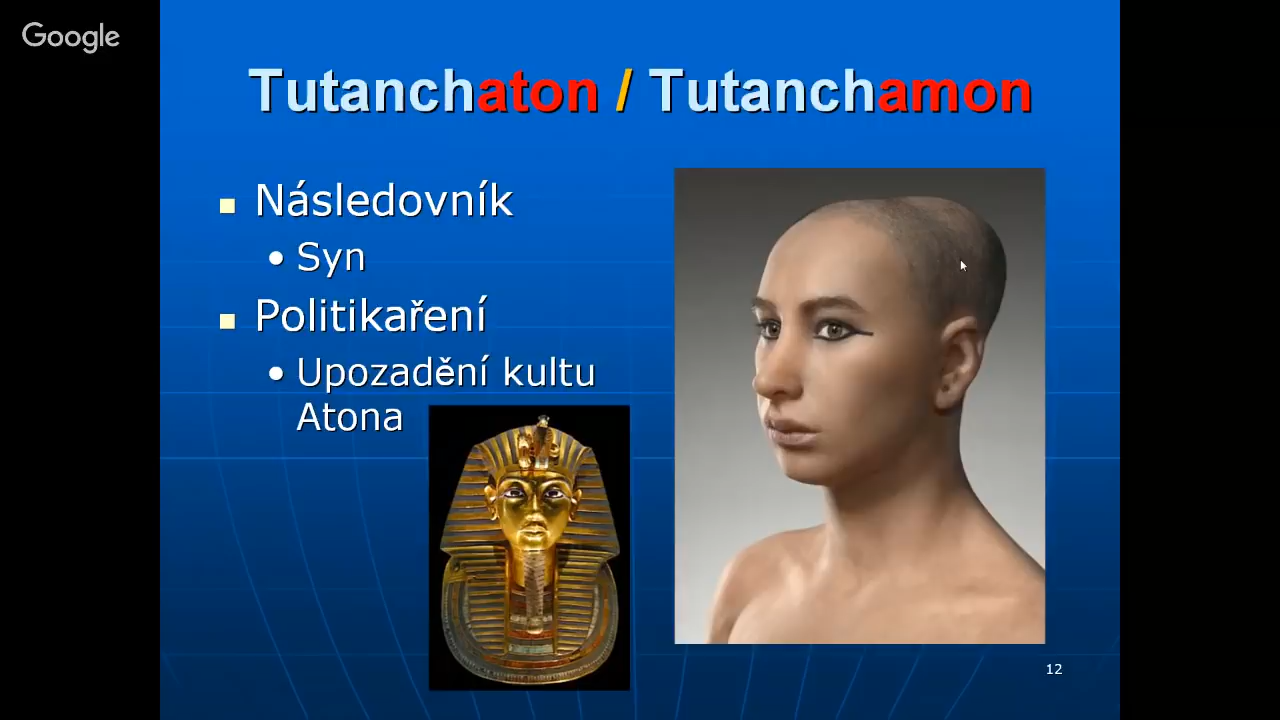 Google
Tutanchaton / Tutanchamon
Následovník
Syn
Politikaření
Upozadění kultu
Atona
12